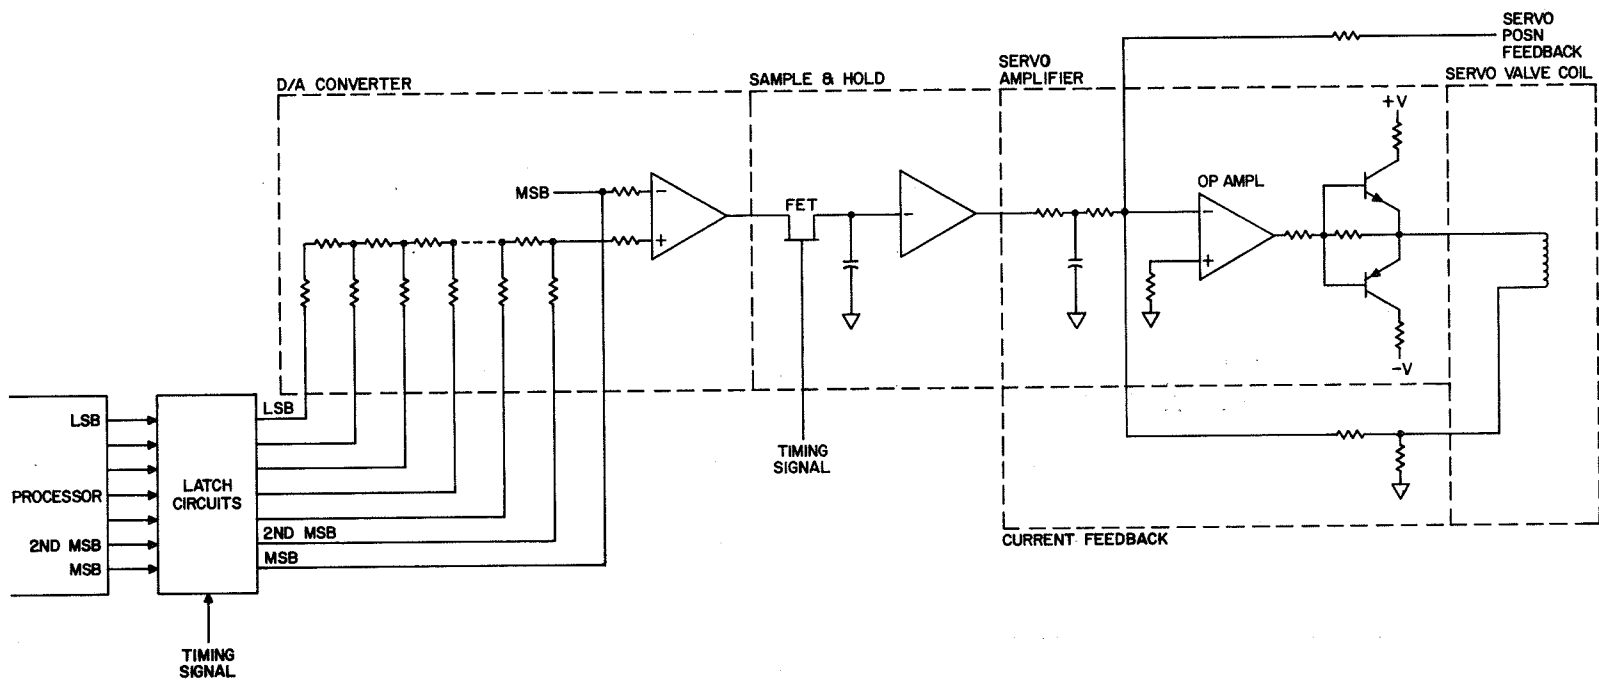 SERVO
POSN
FEEDBACK
D/A CONVERTER
SAMPLE & HOLD
SERVO
AMPLIFIER
SERVO VALVE COIL
+V
MSB
-
+
FET
-
OP AMPL
-
+
-V
LSB
PROCESSOR
2ND MSB
MSB
LATCH
CIRCUITS
LSB
2ND MSB
MSB
TIMING
SIGNAL
TIMING
SIGNAL
CURRENT FEEDBACK